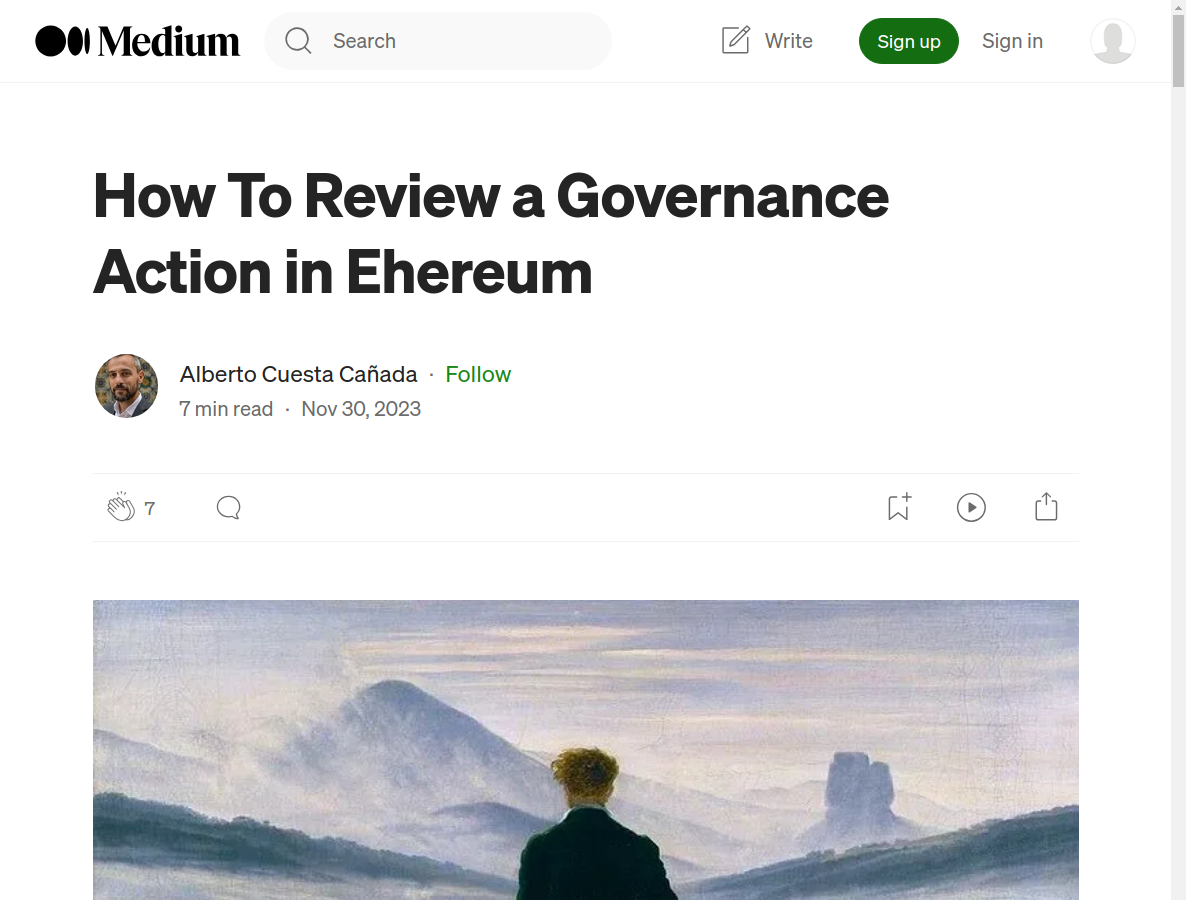 Medium
Search
Write
Sign up
Sign in
How To Review a Governance
Action in Ehereum
Alberto Cuesta Cañada · Follow
7 min read · Nov 30, 2023
7